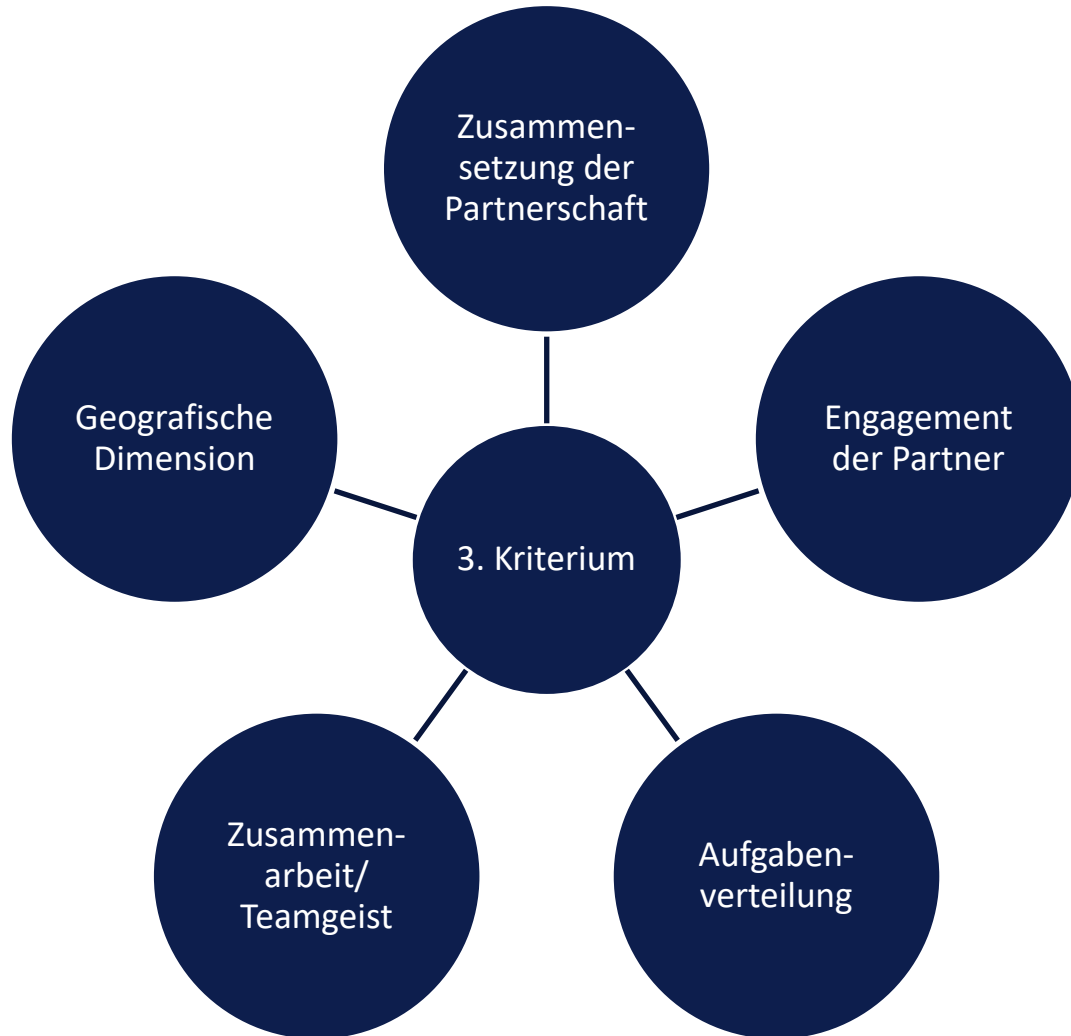 Zusammen-
setzung der
Partnerschaft
Geografische
Dimension
Engagement
der Partner
3. Kriterium
Zusammen-
arbeit/
Teamgeist
Aufgaben-
verteilung